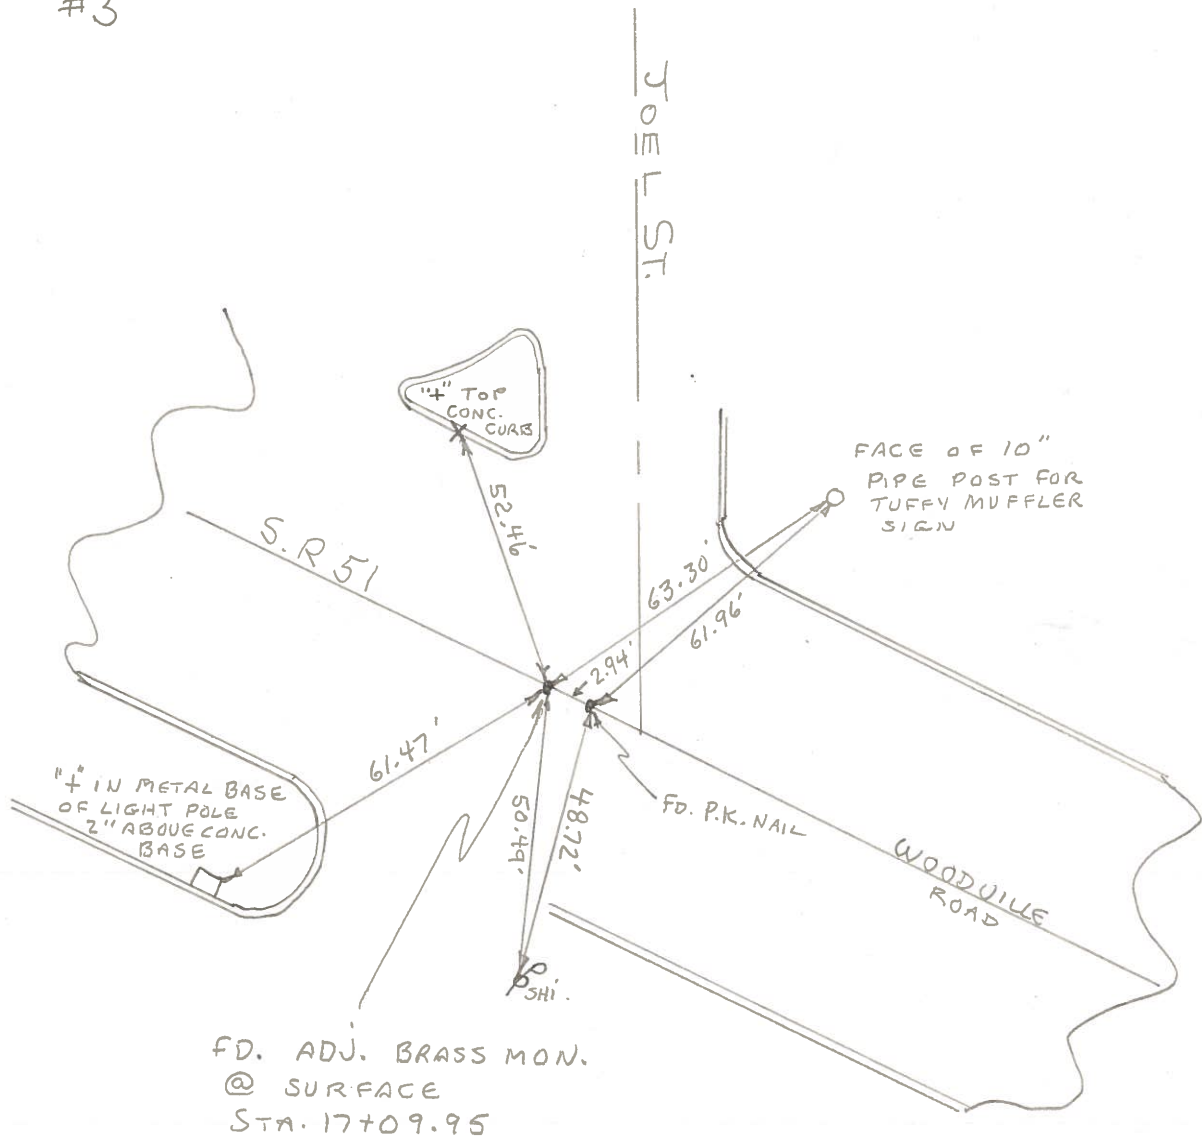 #3
JOEL ST.
"+" TOP
CONC.
CURB
FACE OF 10"
PIPE POST FOR
TUFFY MUFFLER
SIGN
52.46'
S.R 51
63.30'
61.96'
2.94'
61.47'
"+" IN METAL BASE
OF LIGHT POLE
2" ABOVE CONC.
BASE
50.49'
48.72'
FD. P.K. NAIL
WOODVILLE
ROAD
SHI.
FD. ADJ. BRASS MON.
@ SURFACE
STA. 17+09.95